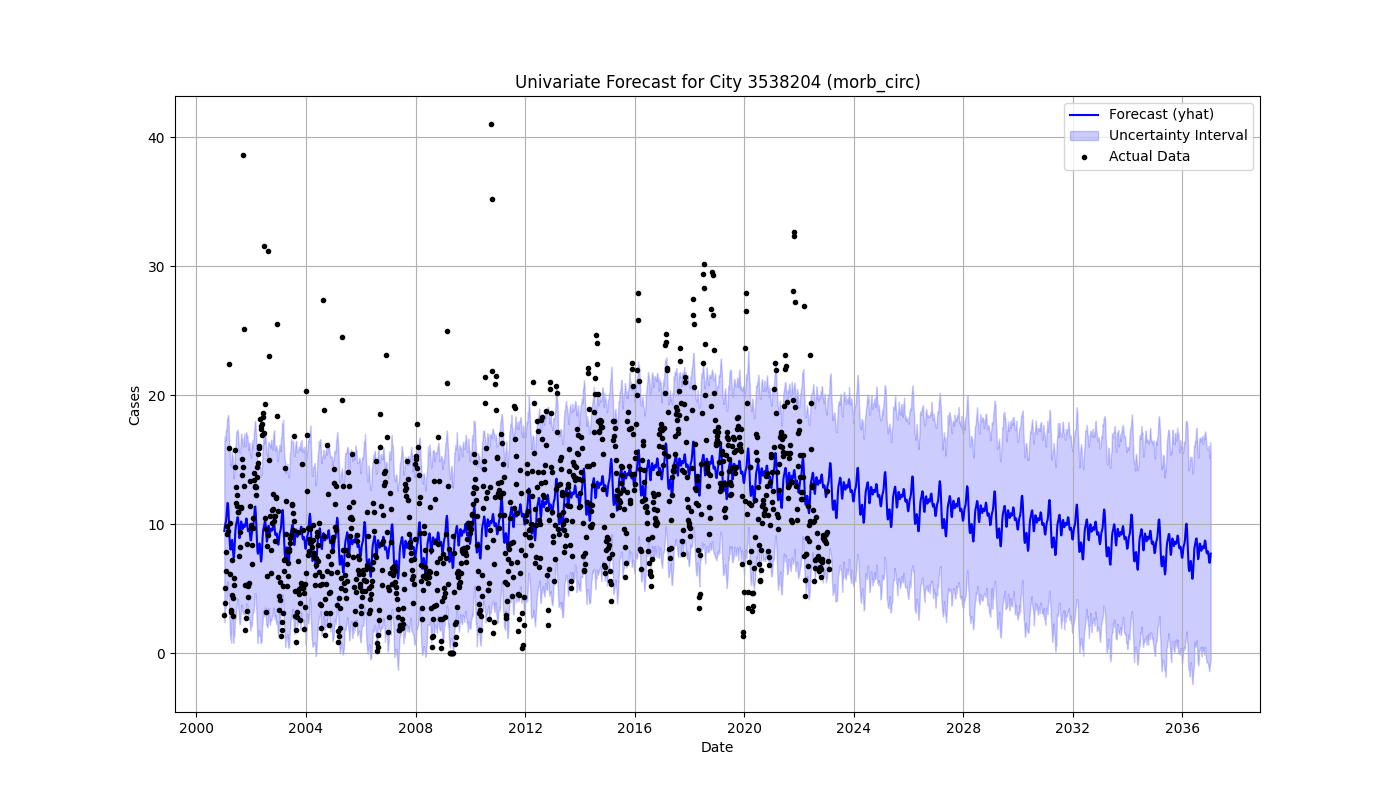 Univariate Forecast for City 3538204 (morb_circ)
Forecast (yhat)
Uncertainty Interval
Actual Data
Cases
40
30
20
10
0
2000 2004 2008 2012 2016 2020 2024 2028 2032 2036
Date